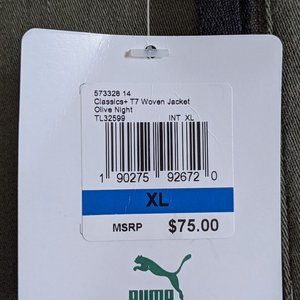 573328 14
Classics+ T7 Woven Jacket
Olive Night
TL32599 INT XL
1 90275 92672 0
XL
MSRP $75.00
PUMA